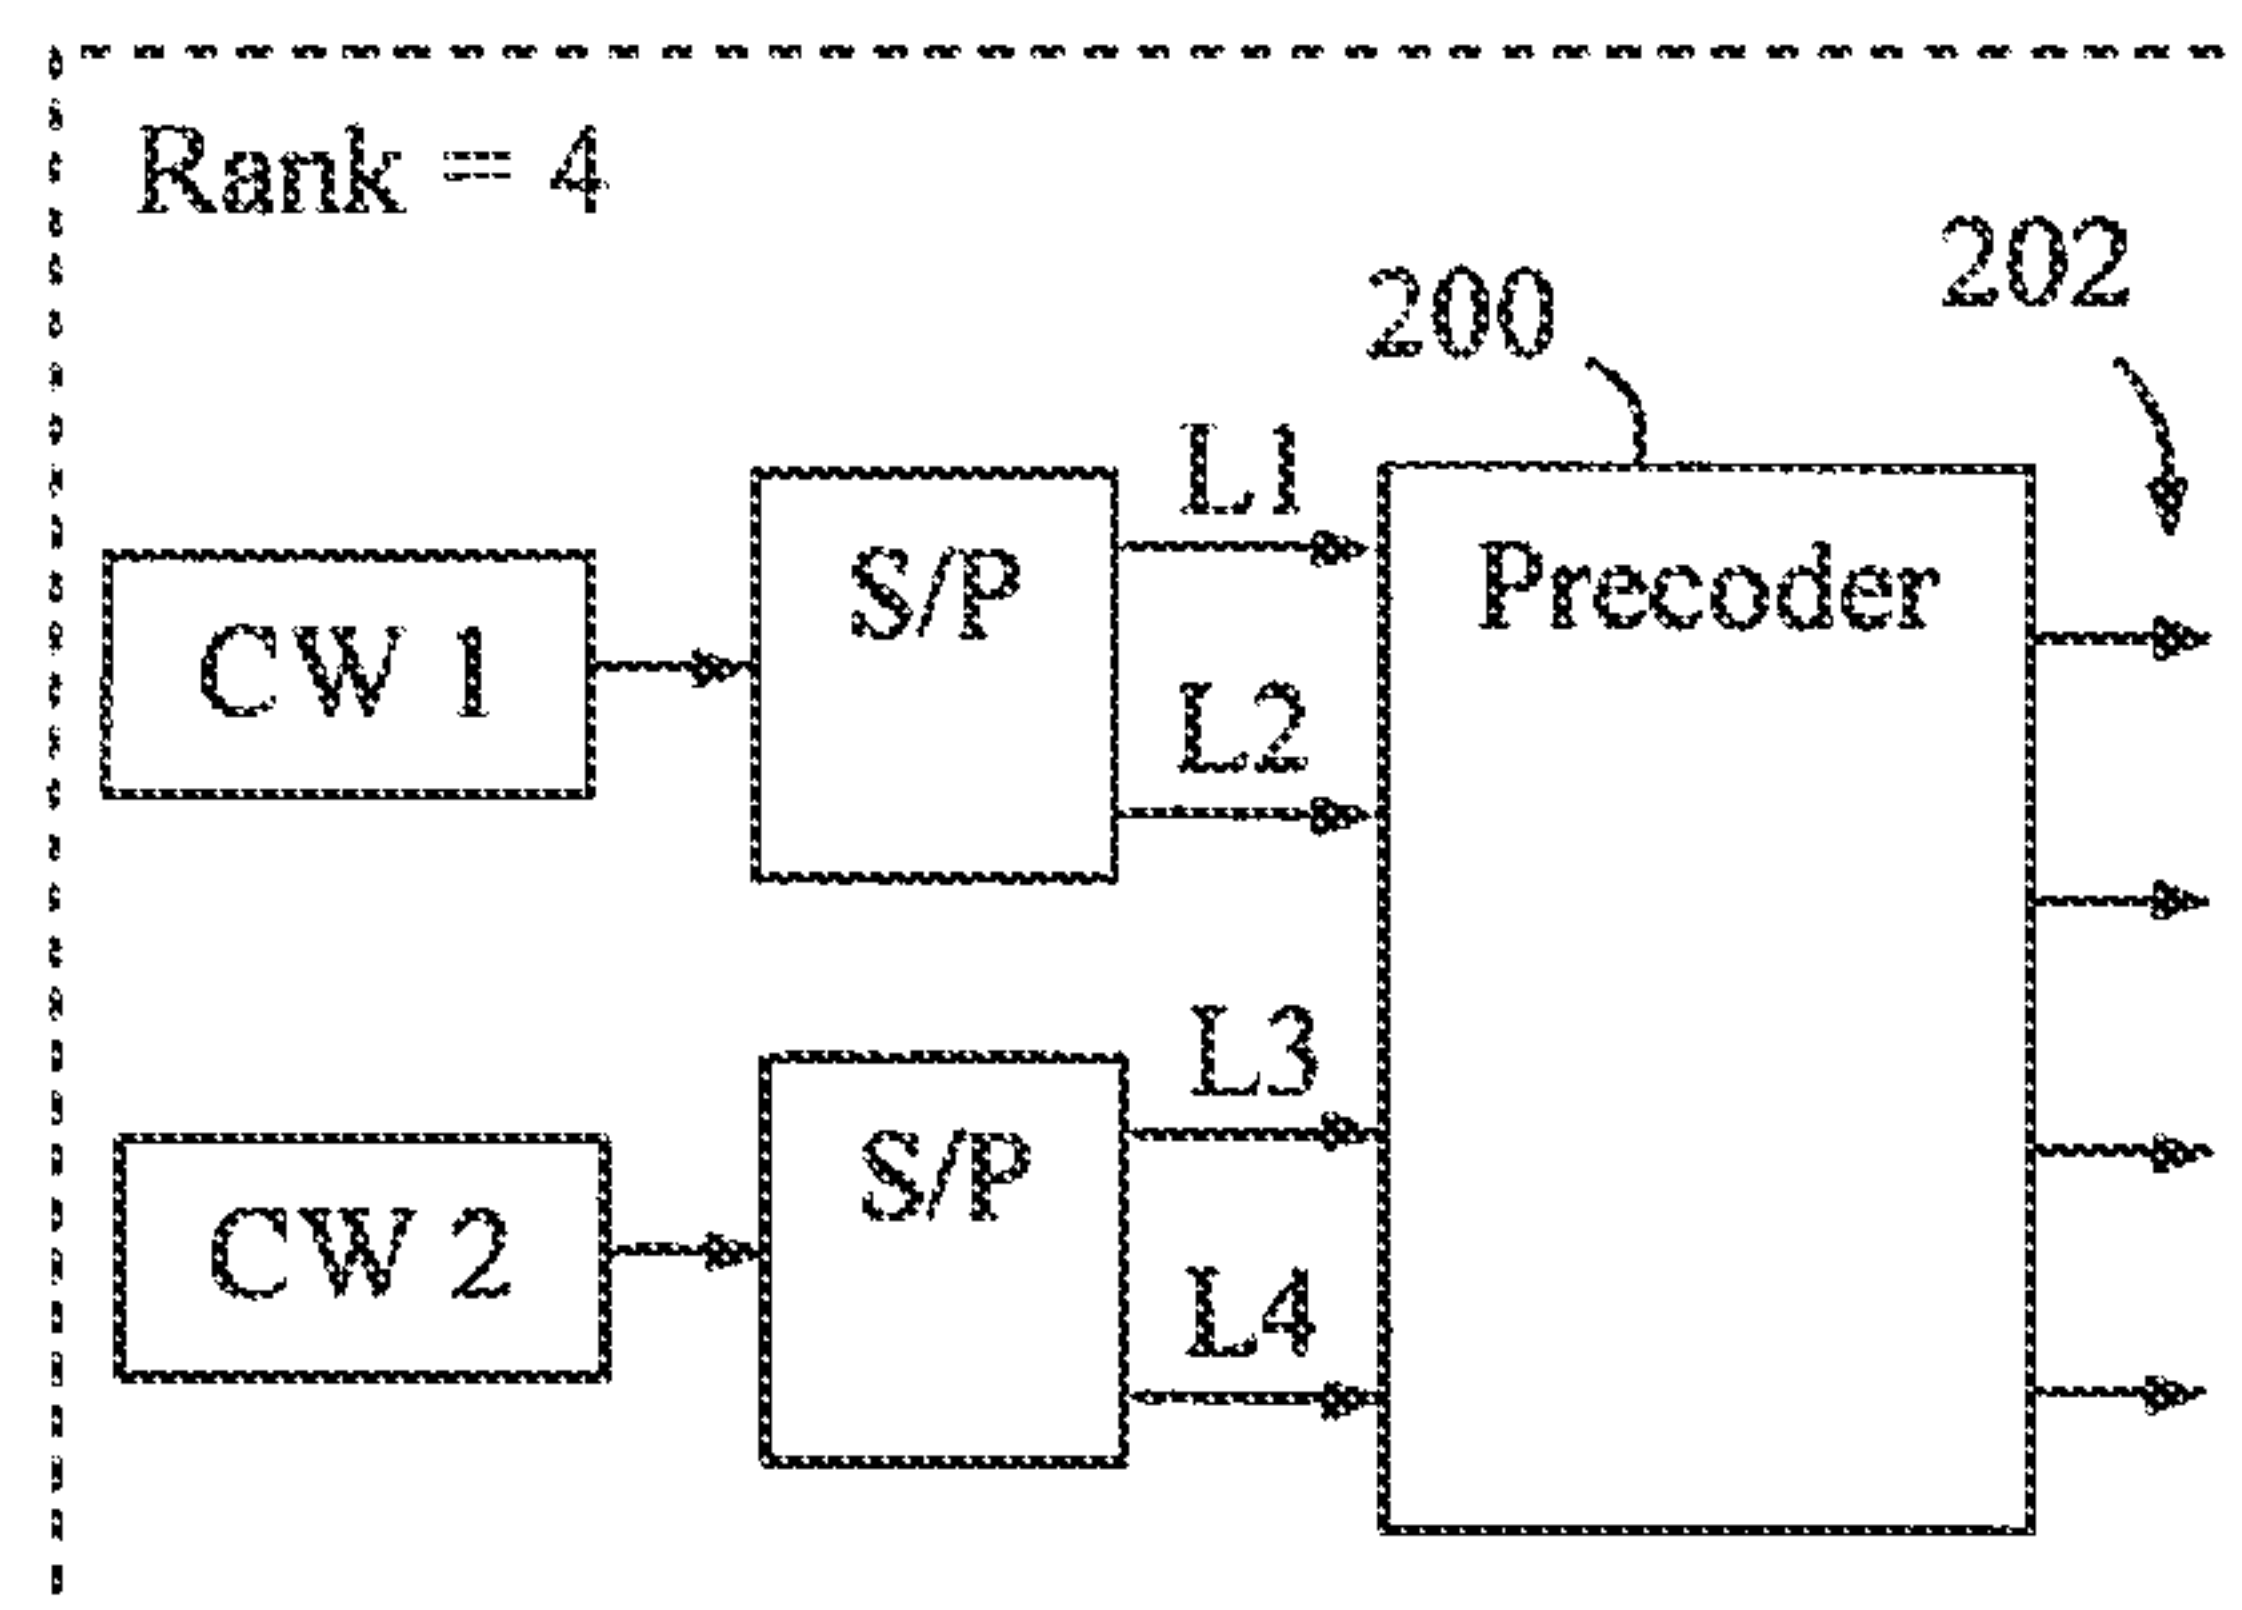 Rank = 4
202
200
L1
S/P
Precoder
CW 1
L2
L3
S/P
CW 2
L4